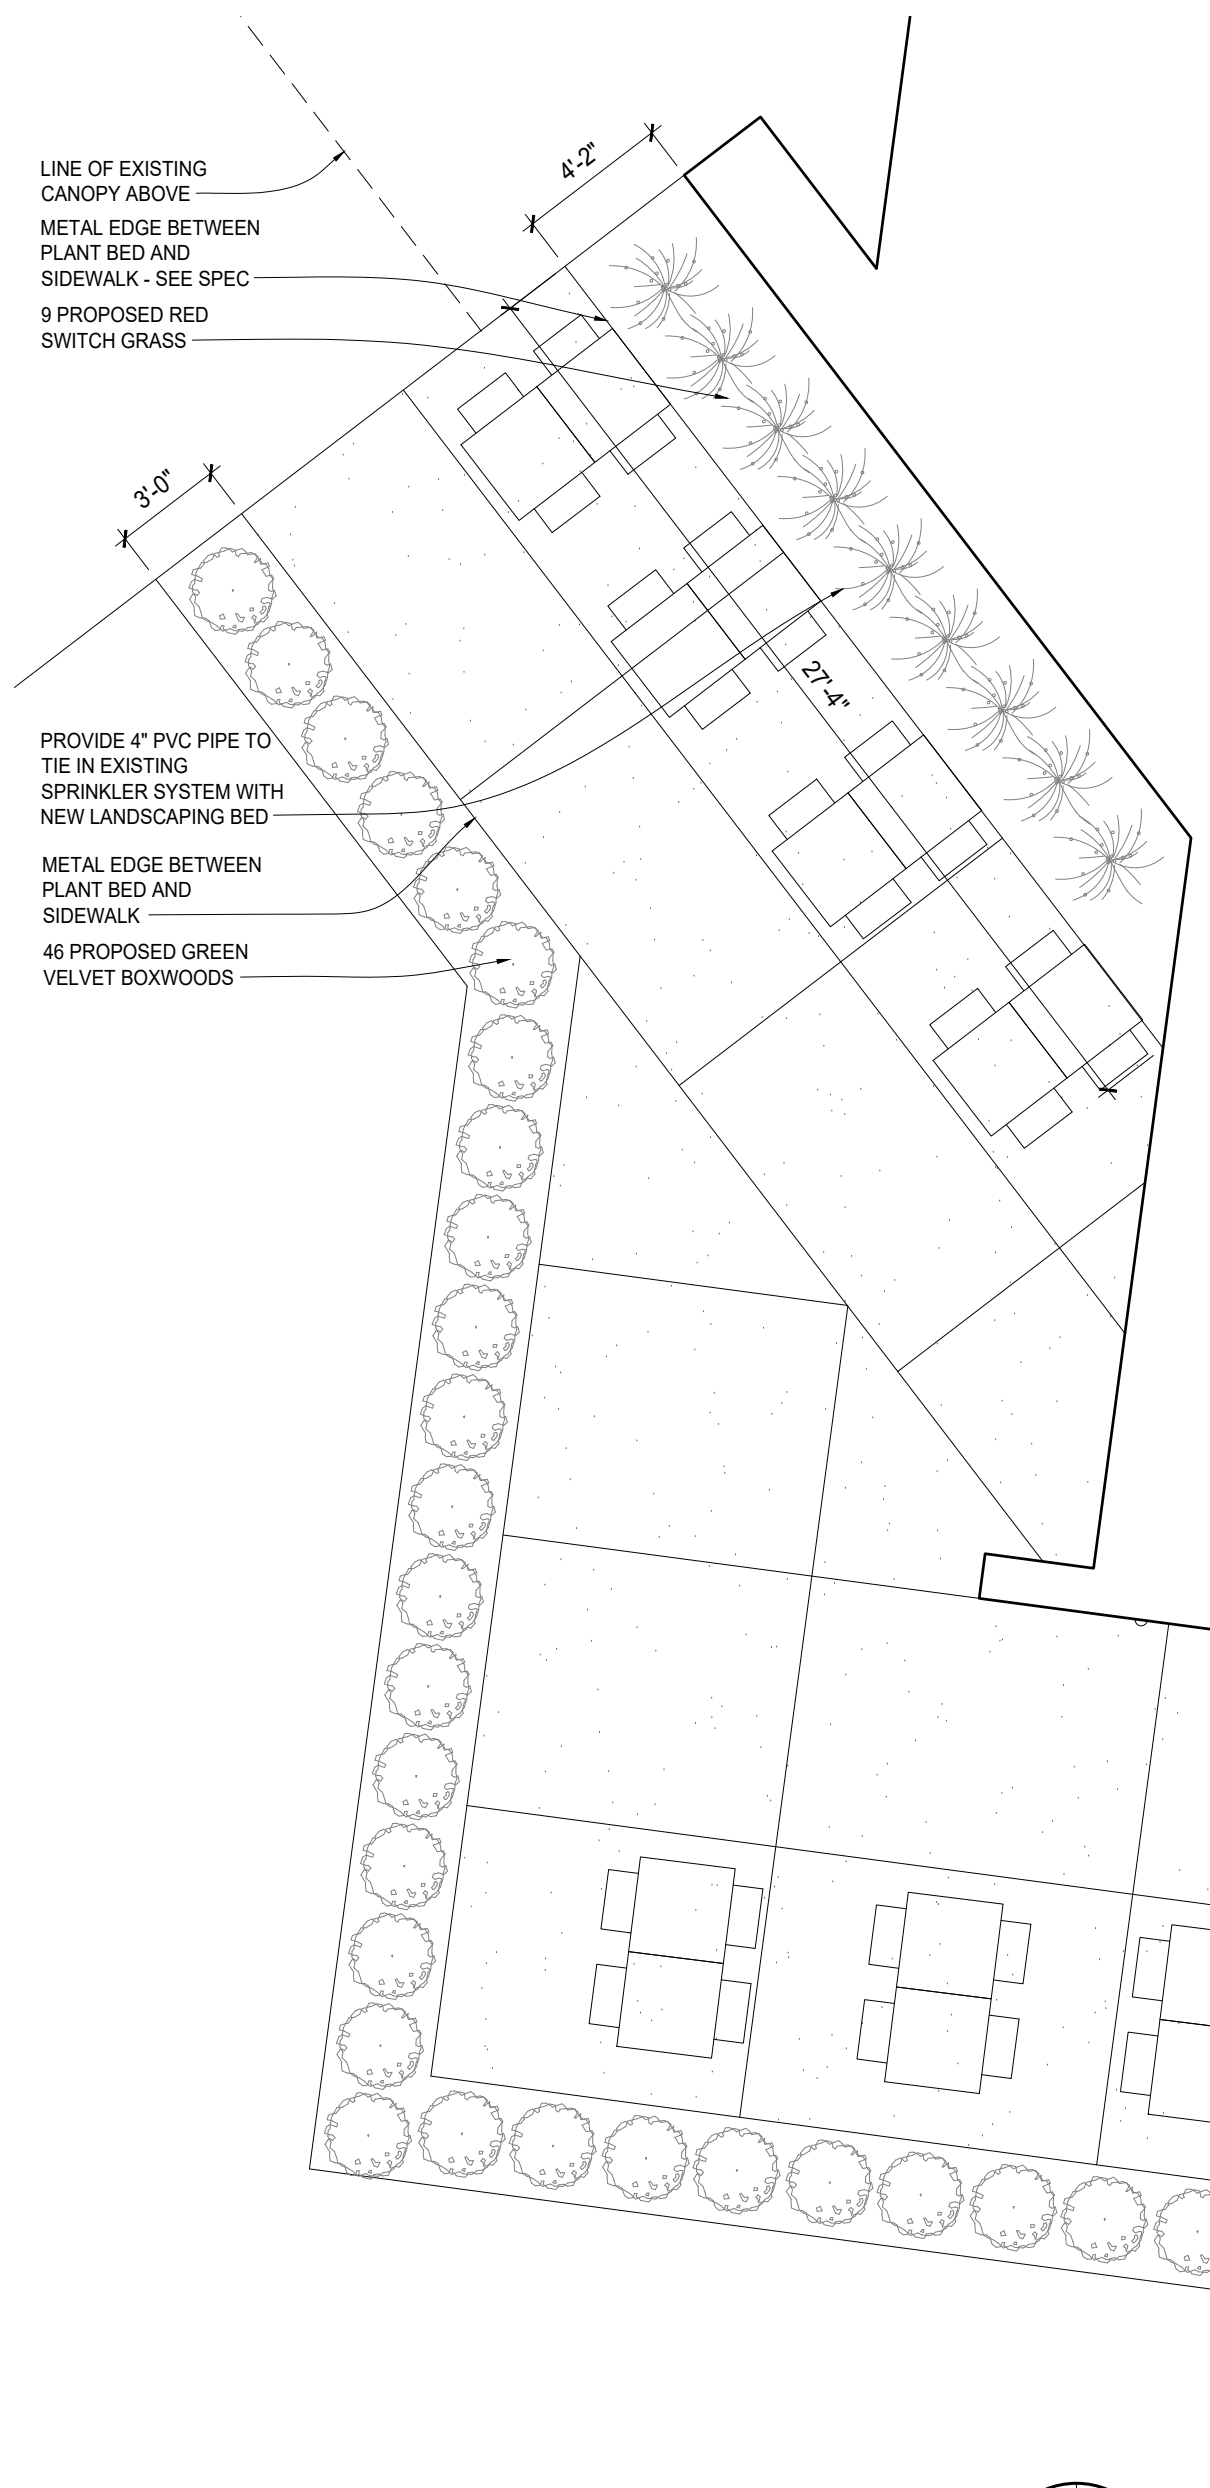 4'-2"
LINE OF EXISTING
CANOPY ABOVE
METAL EDGE BETWEEN
PLANT BED AND
SIDEWALK - SEE SPEC
9 PROPOSED RED
SWITCH GRASS
3'-0"
27'-4"
PROVIDE 4" PVC PIPE TO
TIE IN EXISTING
SPRINKLER SYSTEM WITH
NEW LANDSCAPING BED
METAL EDGE BETWEEN
PLANT BED AND
SIDEWALK
46 PROPOSED GREEN
VELVET BOXWOODS